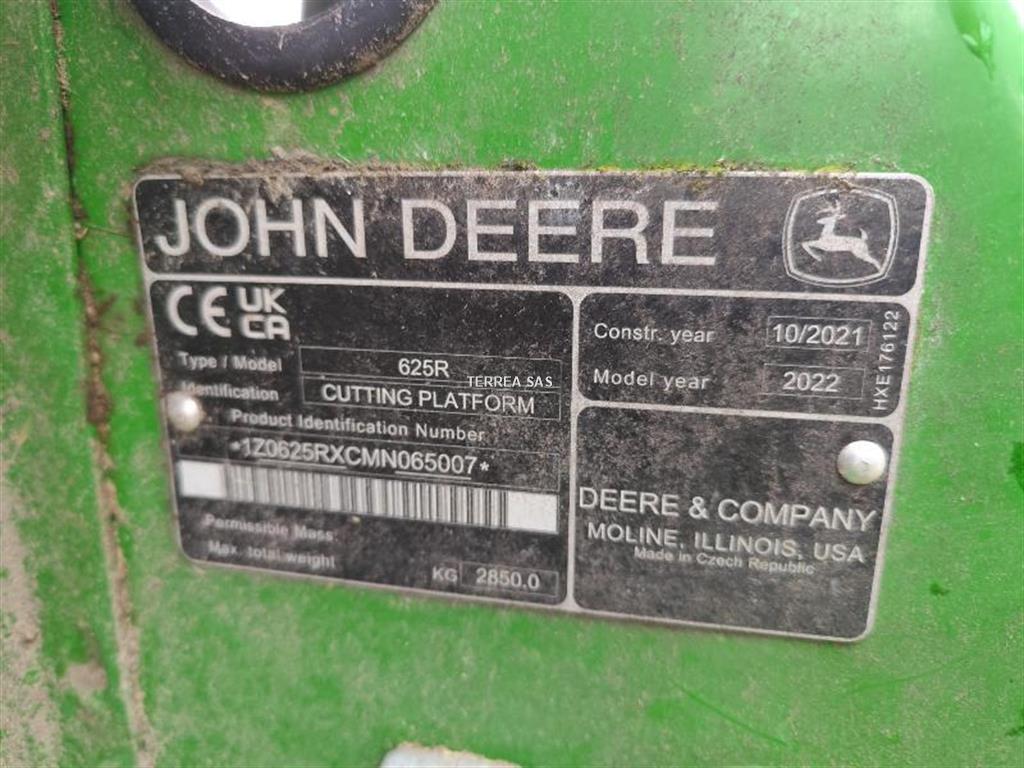 JOHN DEERE
CE UK CA
Type / Model 625R
TERREA SAS
Identification CUTTING PLATFORM
Product Identification Number
*1Z0625RXCMN065007*
Permissible Mass
Max. total weight KG 2850.0
Constr. year 10/2021
Model year 2022
HXE176122
DEERE & COMPANY
MOLINE, ILLINOIS, USA
Made in Czech Republic